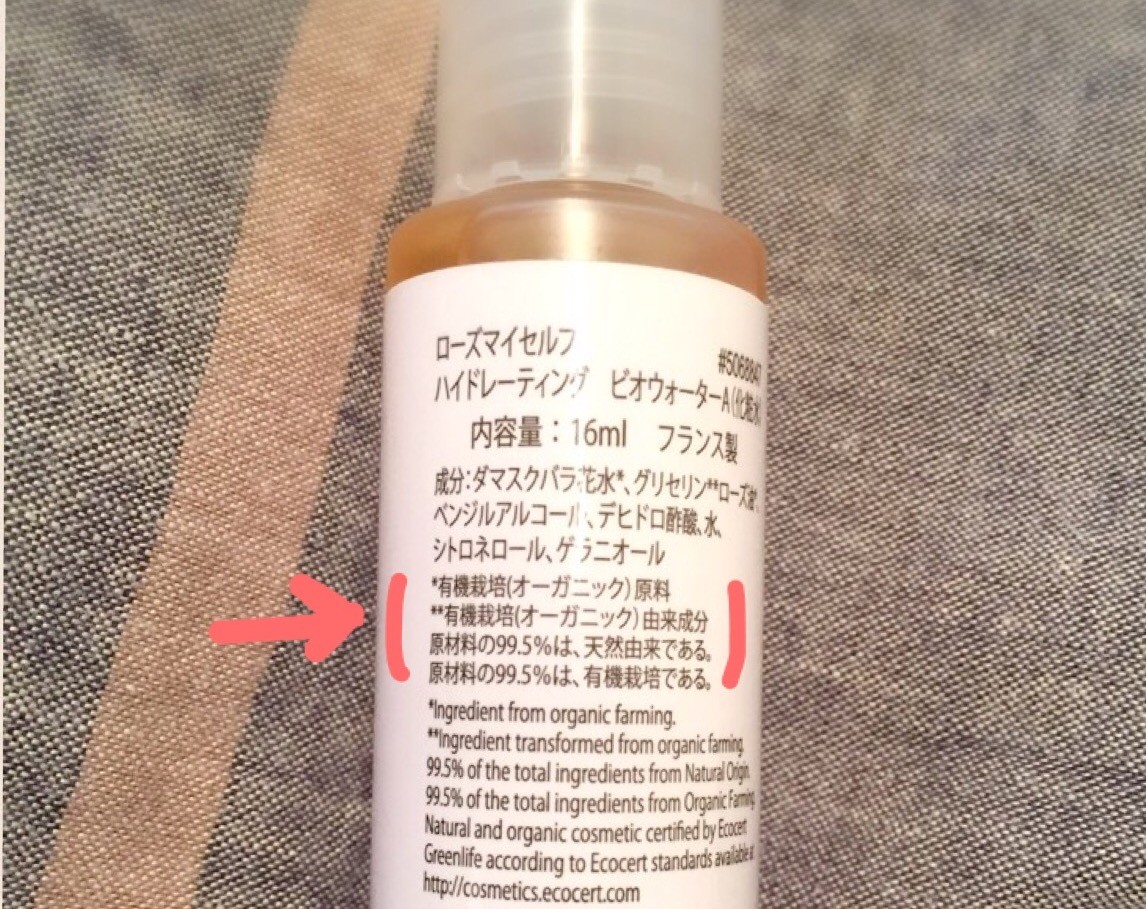 ローズマイセルフ
#506884
ハイドレーティング ビオウォーターA(化粧水
内容量：16ml フランス製
成分：ダマスクバラ花水*、グリセリン**ローズ油*、
ベンジルアルコール、デヒドロ酢酸、水、
シトロネロール、ゲラニオール
*有機栽培(オーガニック)原料
**有機栽培(オーガニック)由来成分
原材料の99.5%は、天然由来である。
原材料の99.5%は、有機栽培である。
*Ingredient from organic farming.
**Ingredient transformed from organic farming.
99.5% of the total ingredients from Natural Origin.
99.5% of the total ingredients from Organic Farming
Natural and organic cosmetic certified by Ecocert
Greenlife according to Ecocert standards available at
http://cosmetics.ecocert.com